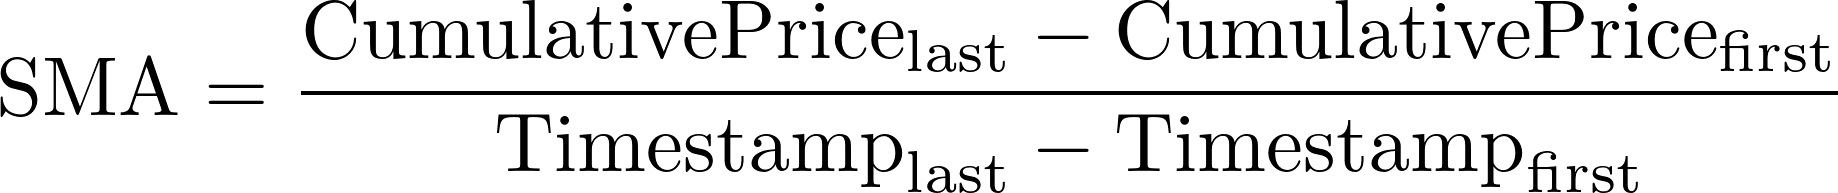 SMA = (CumulativePrice_last − CumulativePrice_first) / (Timestamp_last − Timestamp_first)